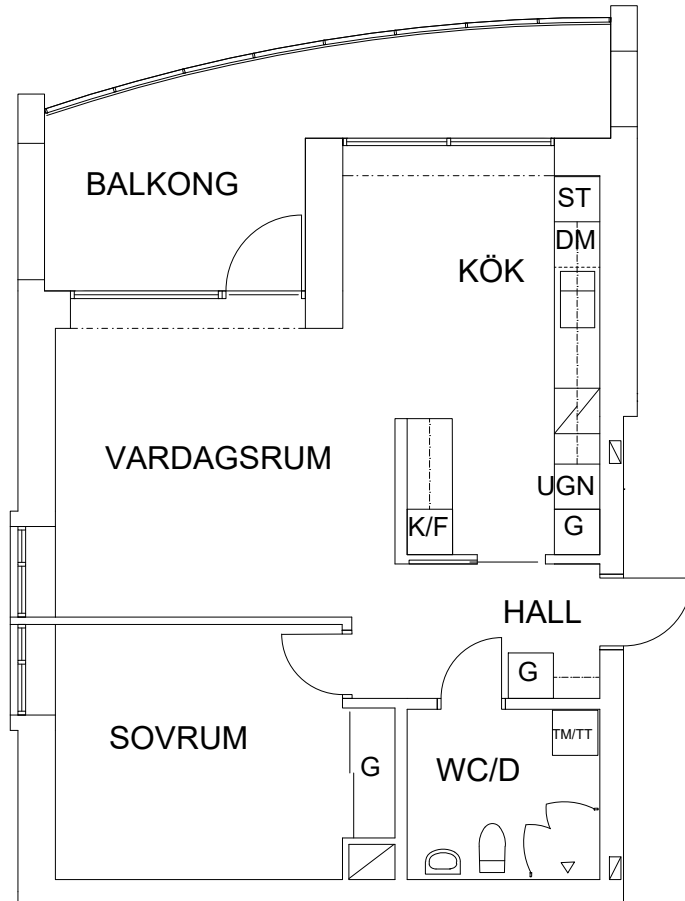 BALKONG
ST
DM
KÖK
VARDAGSRUM
UGN
K/F
G
HALL
G
SOVRUM
G
WC/D
TM/TT